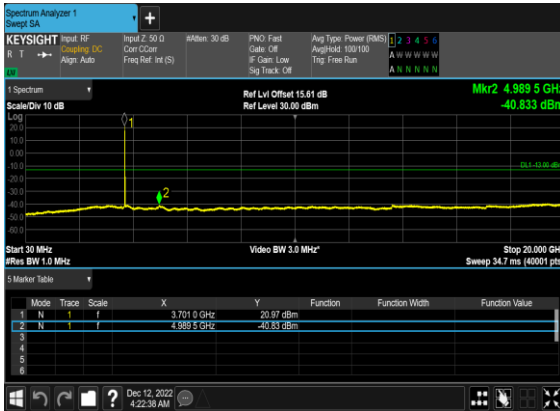 Spectrum Analyzer 1
Swept SA
KEYSIGHT Input: RF Input Z: 50 Ω #Atten: 30 dB PNO: Fast Avg Type: Power (RMS) 1 2 3 4 5 6
R T Coupling: DC Corr CCorr Gate: Off Avg|Hold: 100/100 A W W W W W
Align: Auto Freq Ref: Int (S) IF Gain: Low Trig: Free Run
Sig Track: Off A N N N N N
1 Spectrum
Ref Lvl Offset 15.61 dB Mkr2 4.989 5 GHz
Scale/Div 10 dB Ref Level 30.00 dBm -40.833 dBm
Log
20.0
10.0
0.00
-10.0
DL1 -13.00 dBm
-20.0
-30.0
-40.0
-50.0
-60.0
1
2
Start 30 MHz Video BW 3.0 MHz* Stop 20.000 GHz
#Res BW 1.0 MHz Sweep 34.7 ms (40001 pts)
5 Marker Table
Mode Trace Scale X Y Function Function Width Function Value
1 N 1 f 3.701 0 GHz 20.97 dBm
2 N 1 f 4.989 5 GHz -40.83 dBm
3
4
5
6
? Dec 12, 2022
4:22:38 AM